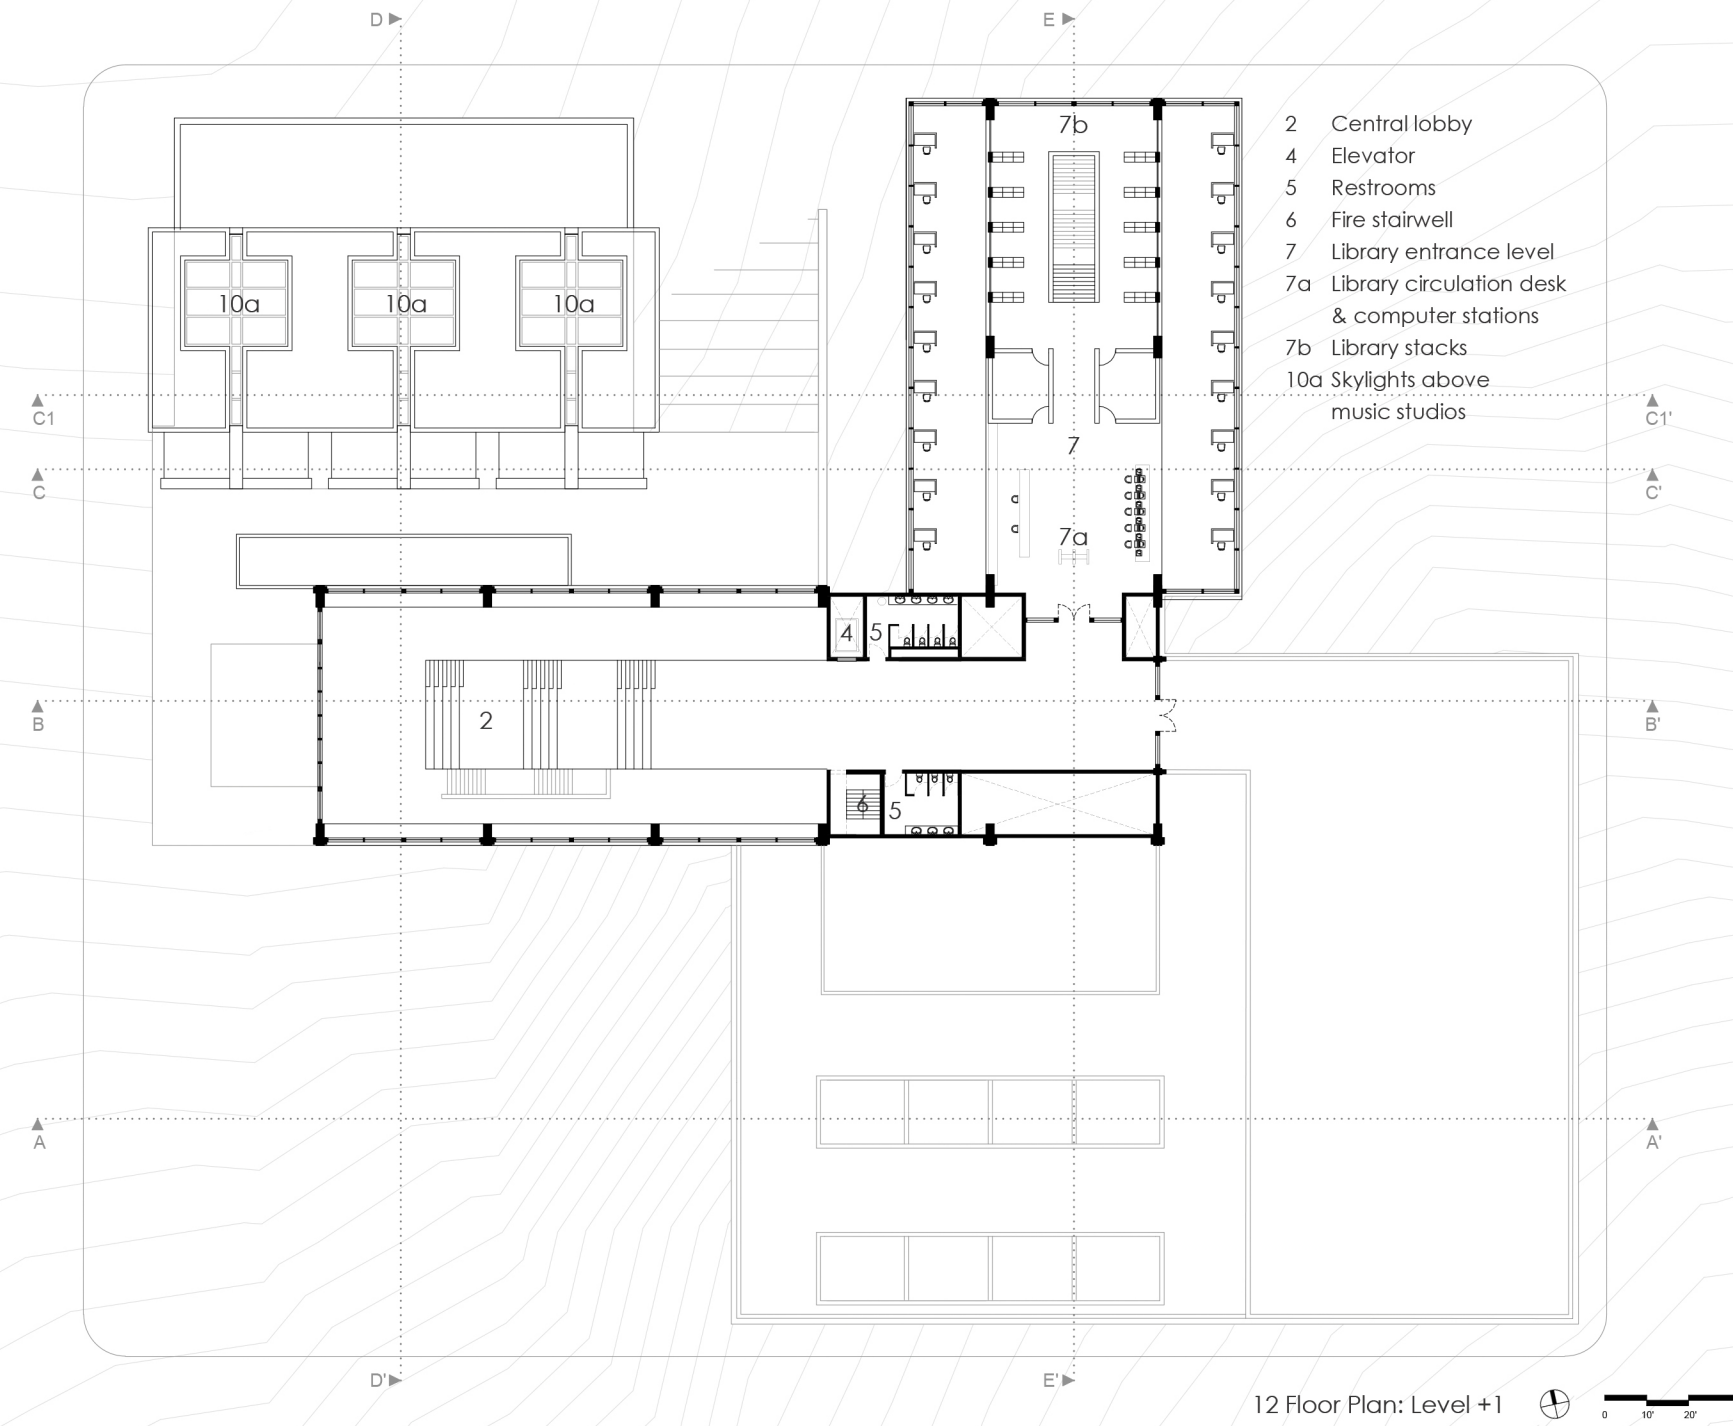 D
E
7b
2 Central lobby
4 Elevator
5 Restrooms
6 Fire stairwell
7 Library entrance level
7a Library circulation desk
& computer stations
7b Library stacks
10a Skylights above
music studios
10a 10a 10a
C1 C1'
7
C C'
7a
4 5
2
B B'
6 5
A A'
D' E'
12 Floor Plan: Level +1
0 10' 20'